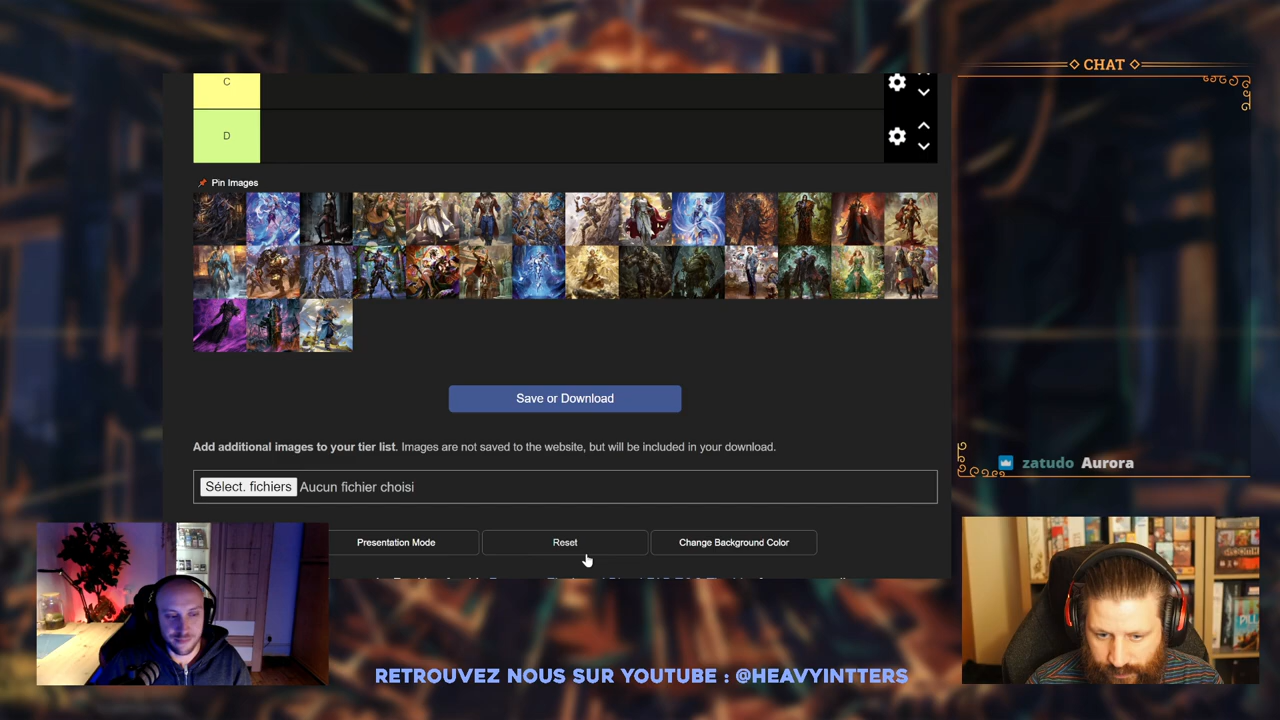 CHAT
C
D
Pin Images
Save or Download
Add additional images to your tier list. Images are not saved to the website, but will be included in your download.
Sélect. fichiers Aucun fichier choisi
zatudo Aurora
Presentation Mode
Reset
Change Background Color
RETROUVEZ NOUS SUR YOUTUBE : @HEAVYINTTERS